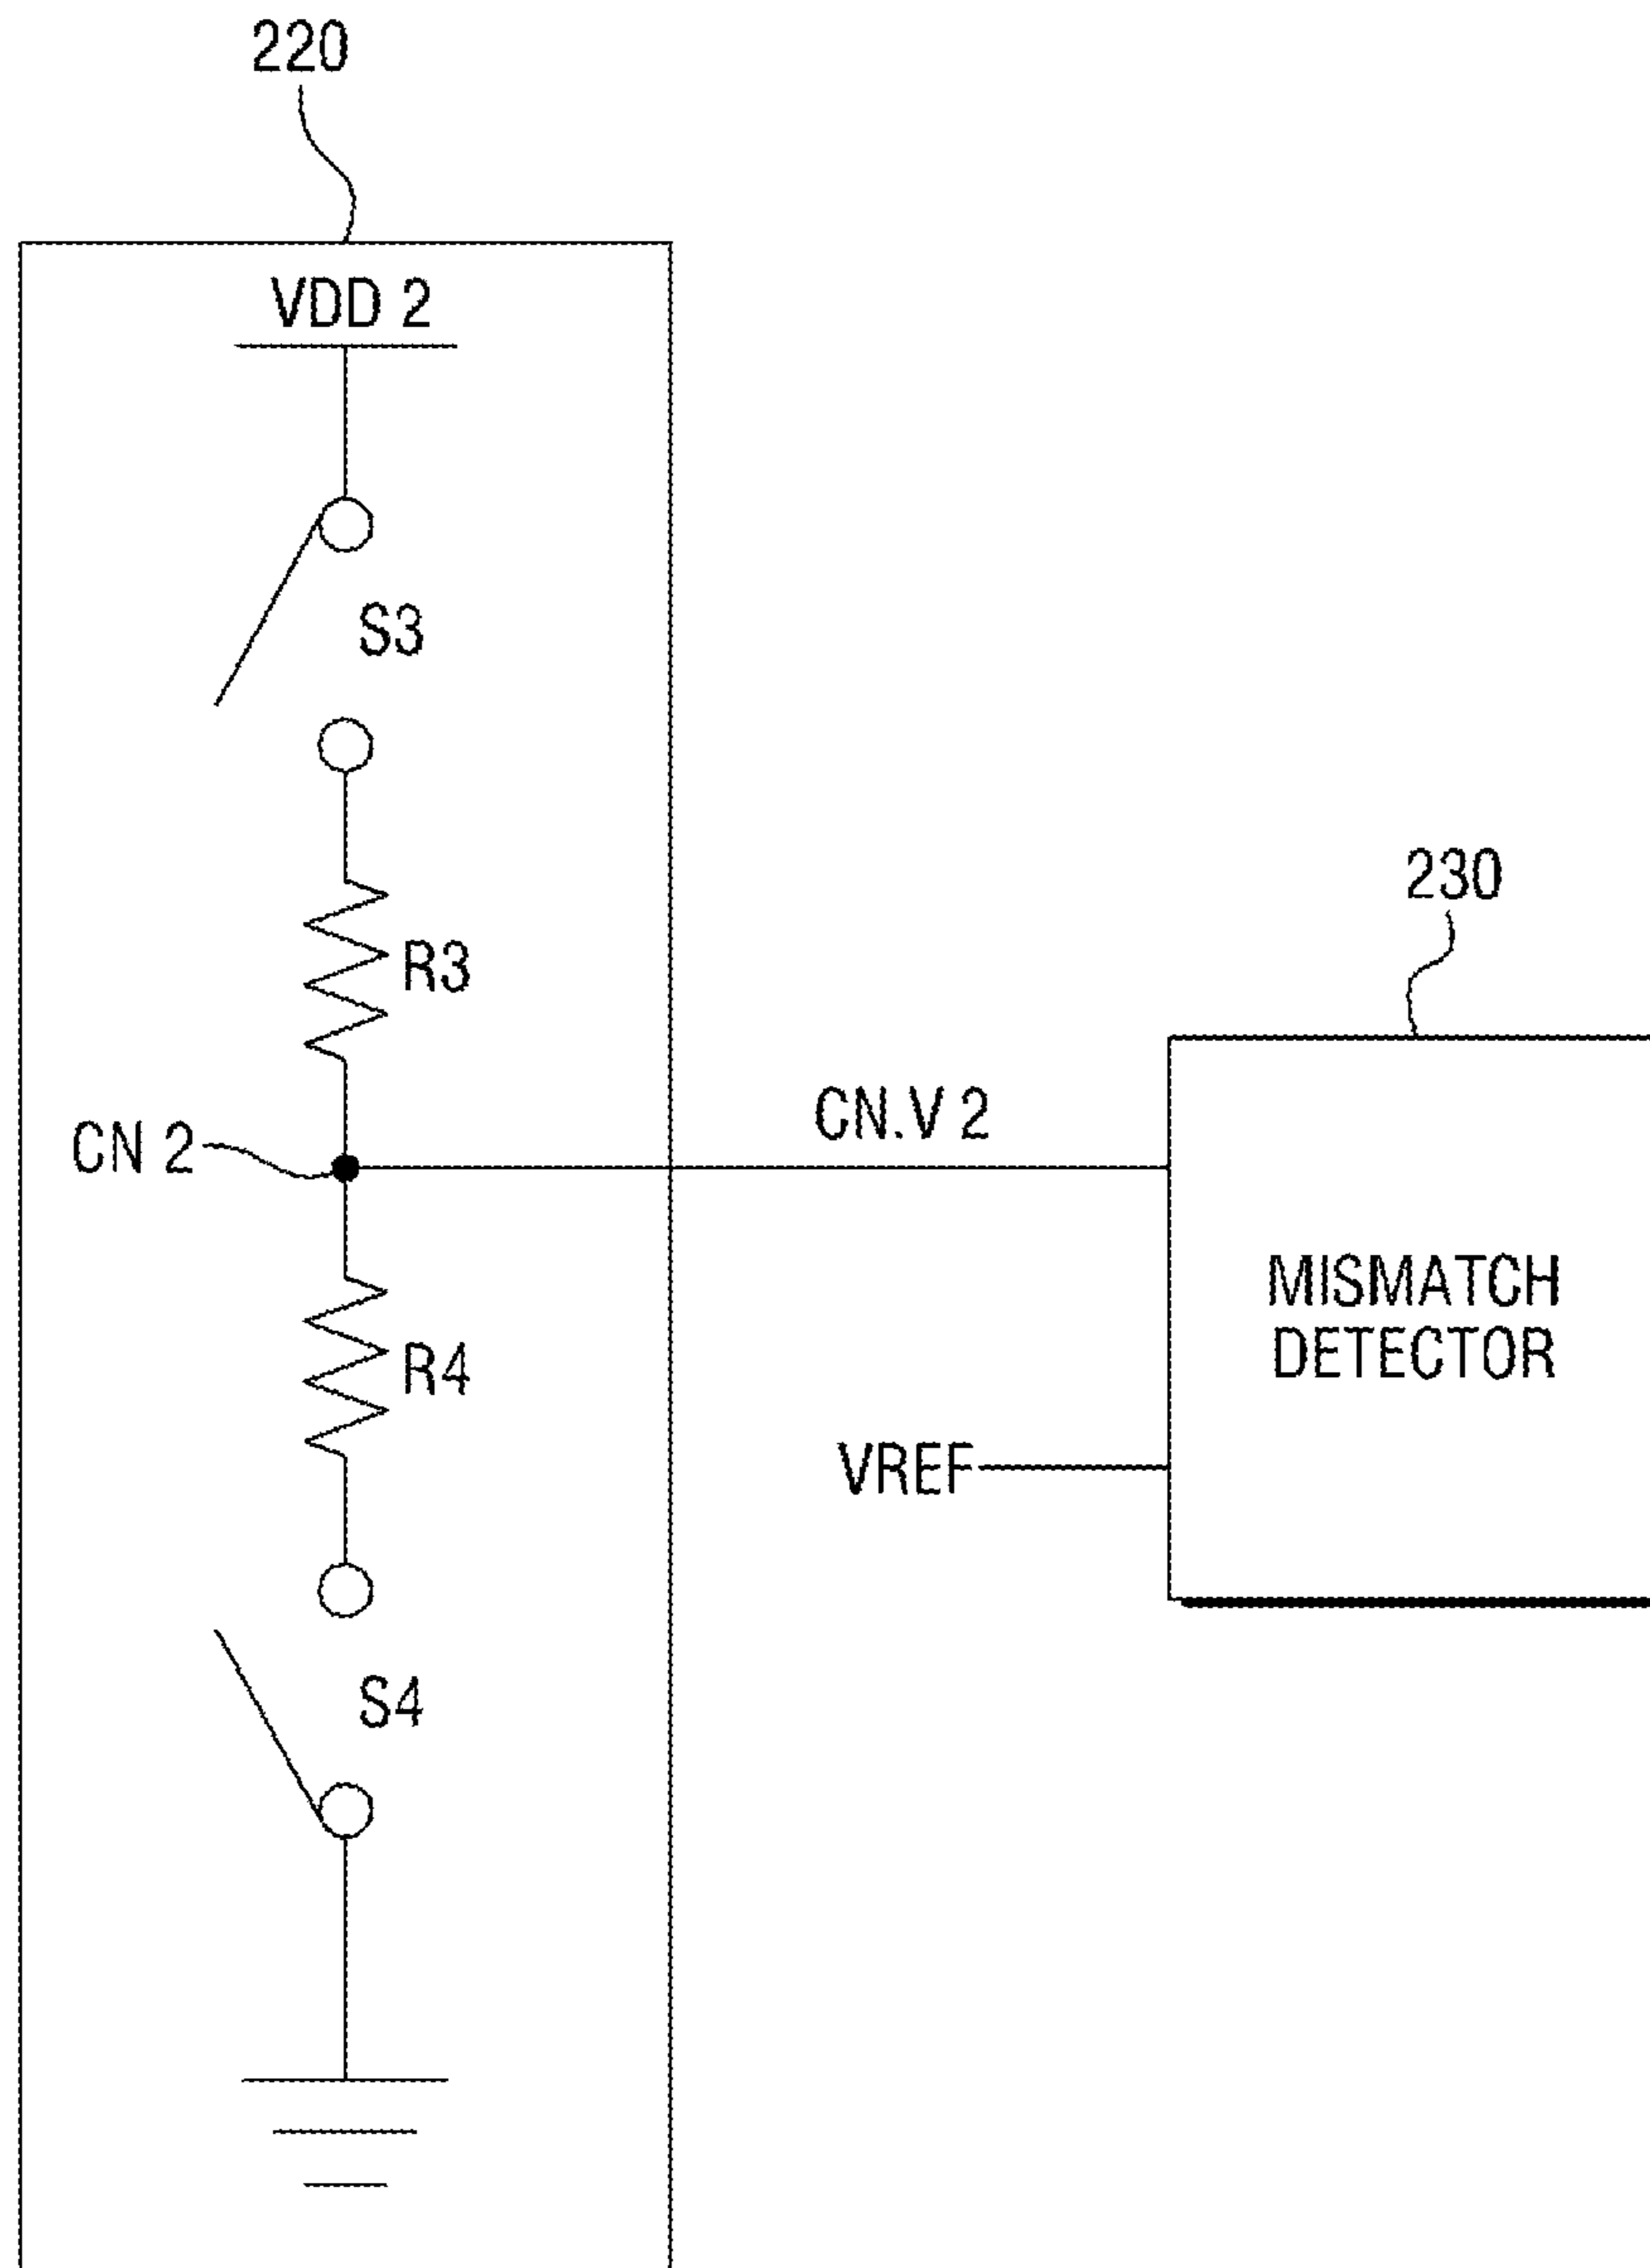 220
VDD 2
S3
230
R3
CN.V 2
CN 2
MISMATCH
DETECTOR
R4
VREF
S4